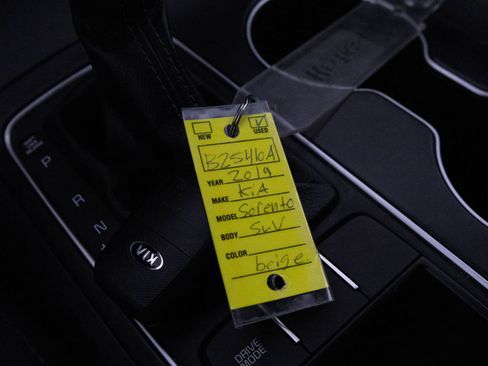 NEW USED
B25410A
YEAR 2019
MAKE KiA
MODEL Sorento
BODY SUV
COLOR beige
KIA
P
R
N
DRIVE
MODE